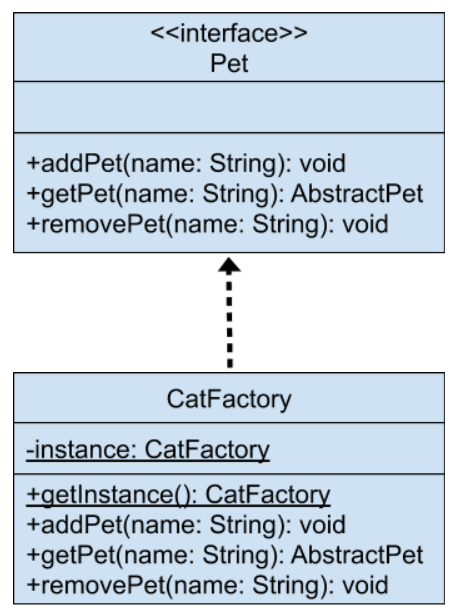 <<interface>>
Pet
+addPet(name: String): void
+getPet(name: String): AbstractPet
+removePet(name: String): void
CatFactory
-instance: CatFactory
+getInstance(): CatFactory
+addPet(name: String): void
+getPet(name: String): AbstractPet
+removePet(name: String): void